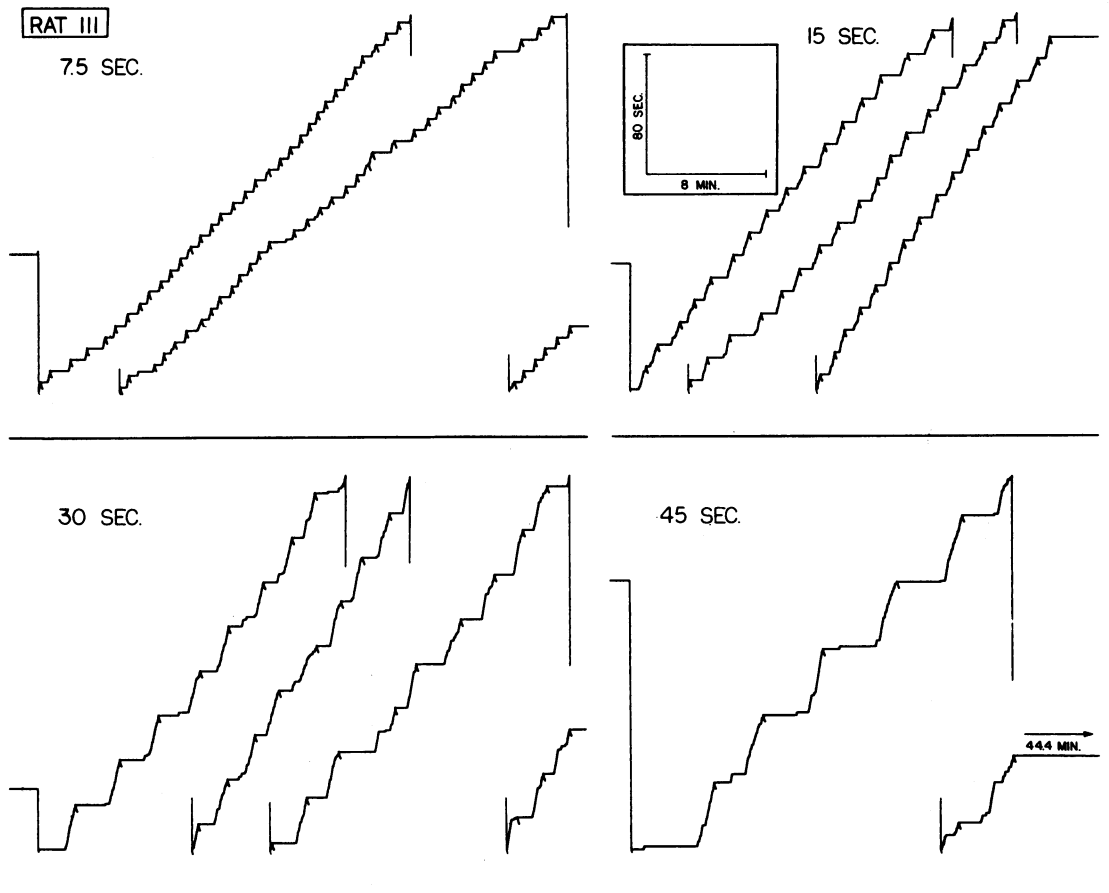 RAT III
7.5 SEC.
15 SEC.
80 SEC.
8 MIN.
30 SEC.
45 SEC.
44.4 MIN.